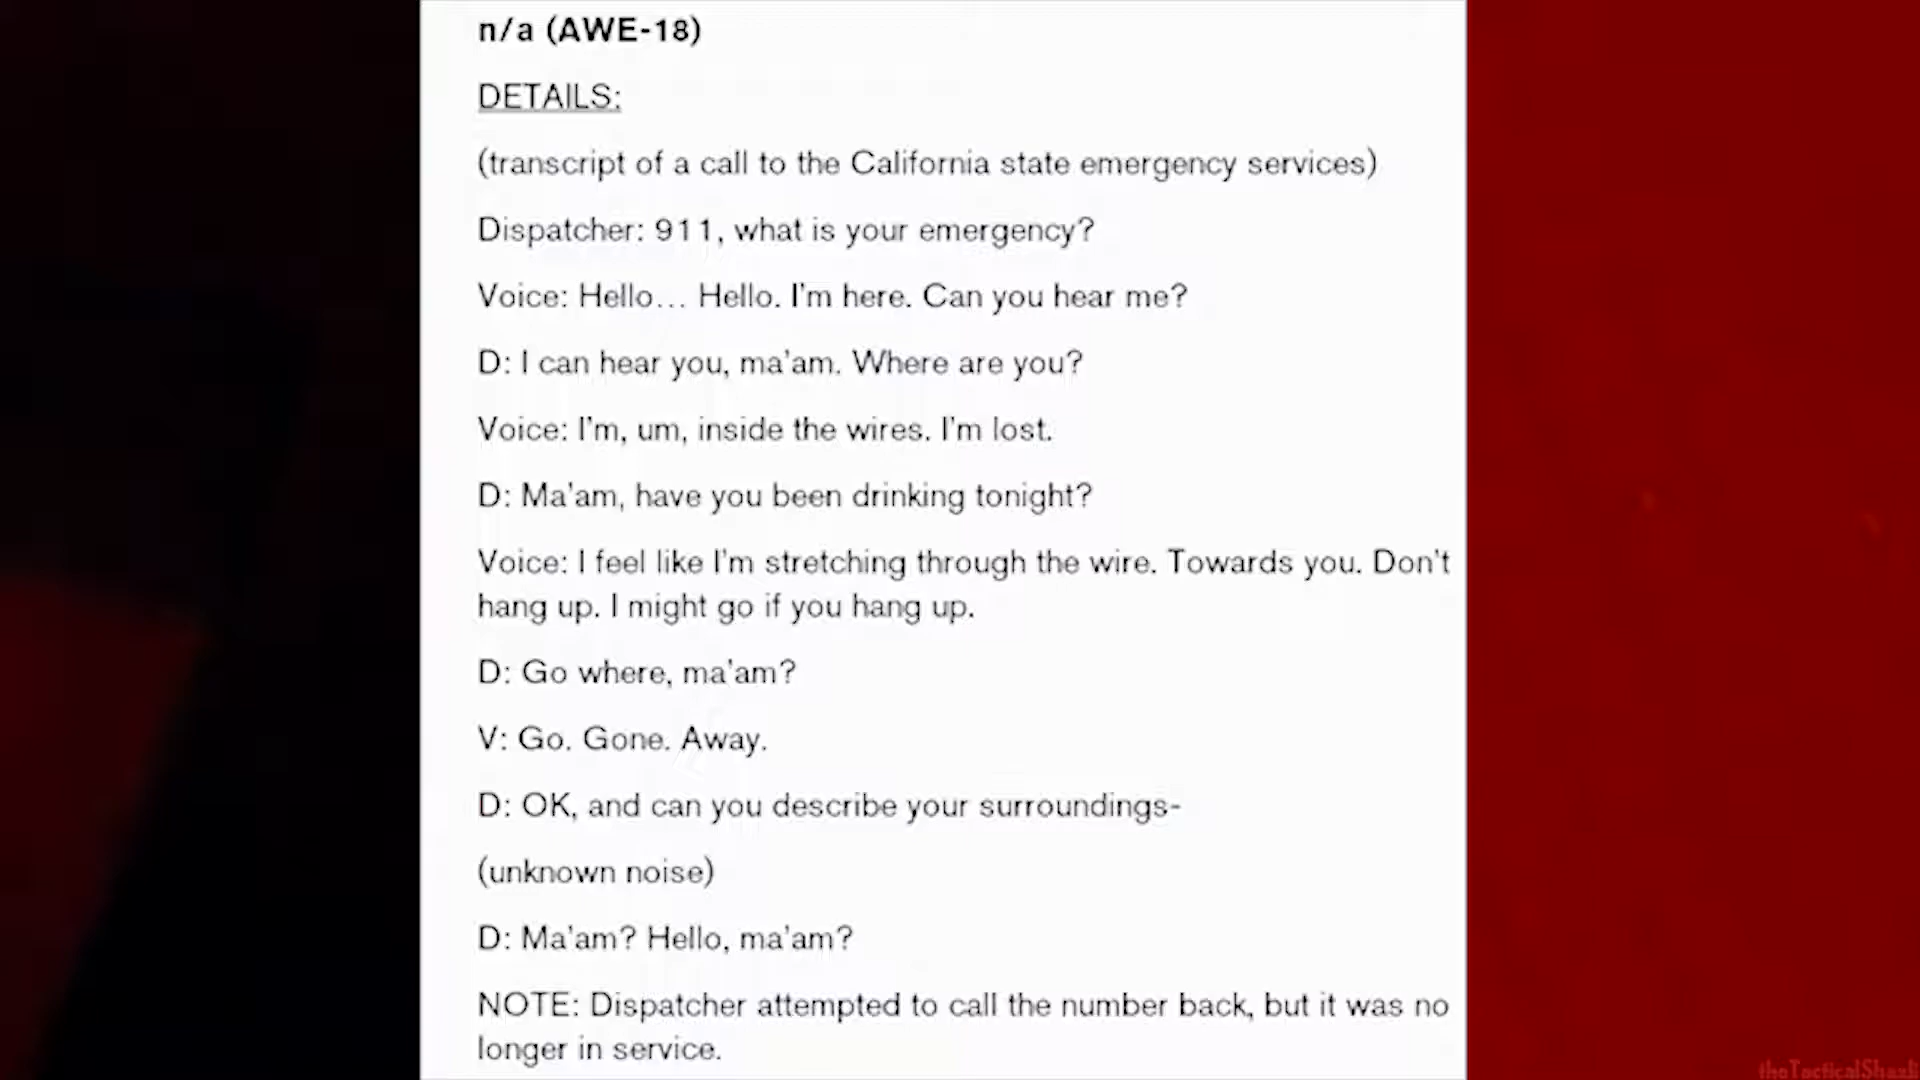 n/a (AWE-18)
DETAILS:
(transcript of a call to the California state emergency services)
Dispatcher: 911, what is your emergency?
Voice: Hello… Hello. I'm here. Can you hear me?
D: I can hear you, ma'am. Where are you?
Voice: I'm, um, inside the wires. I'm lost.
D: Ma'am, have you been drinking tonight?
Voice: I feel like I'm stretching through the wire. Towards you. Don't
hang up. I might go if you hang up.
D: Go where, ma'am?
V: Go. Gone. Away.
D: OK, and can you describe your surroundings-
(unknown noise)
D: Ma'am? Hello, ma'am?
NOTE: Dispatcher attempted to call the number back, but it was no
longer in service.